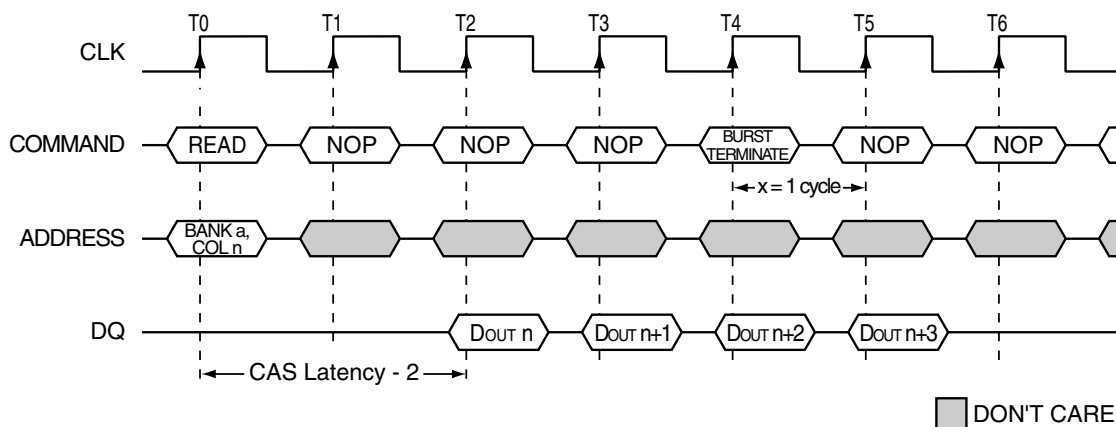 T0 T1 T2 T3 T4 T5 T6
CLK
COMMAND READ NOP NOP NOP BURST TERMINATE NOP NOP
x = 1 cycle
ADDRESS BANK a, COL n
DQ DOUT n DOUT n+1 DOUT n+2 DOUT n+3
CAS Latency - 2
DON'T CARE